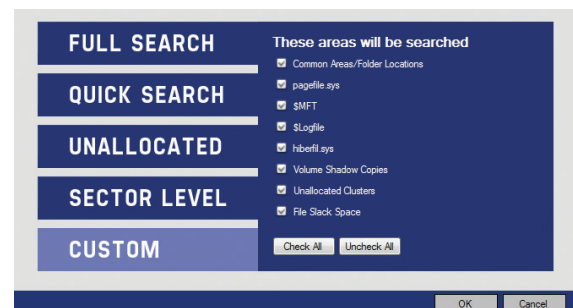 FULL SEARCH
QUICK SEARCH
UNALLOCATED
SECTOR LEVEL
CUSTOM
These areas will be searched
Common Areas/Folder Locations
pagefile.sys
$MFT
$Logfile
hiberfil.sys
Volume Shadow Copies
Unallocated Clusters
File Slack Space
Check All Uncheck All
OK Cancel